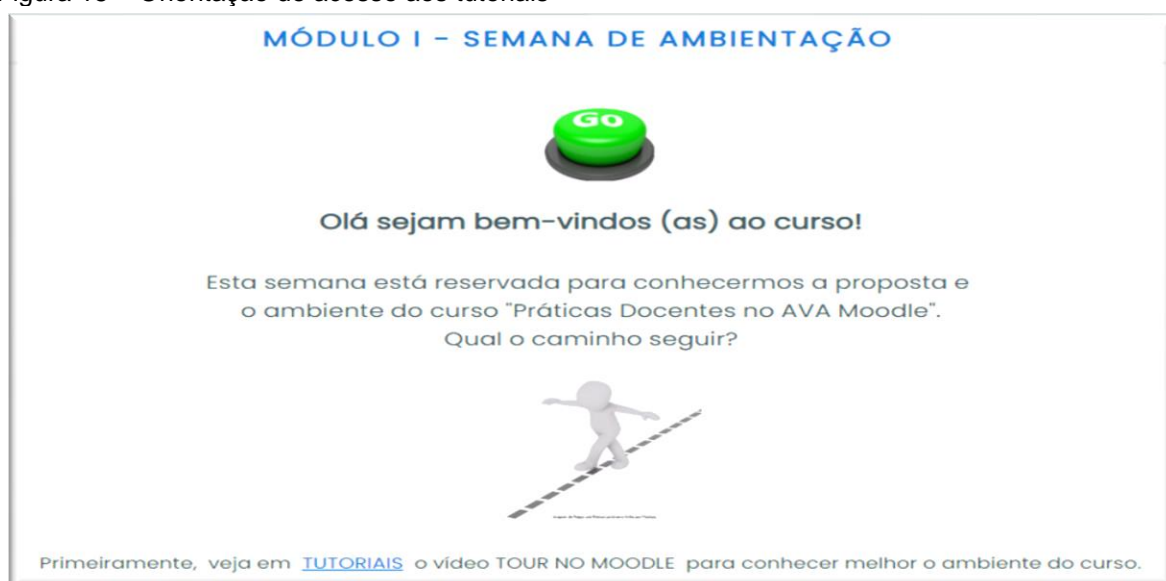 MÓDULO I - SEMANA DE AMBIENTAÇÃO
Go
Olá sejam bem-vindos (as) ao curso!
Esta semana está reservada para conhecermos a proposta e
o ambiente do curso "Práticas Docentes no AVA Moodle".
Qual o caminho seguir?
Primeiramente, veja em TUTORIAIS o vídeo TOUR NO MOODLE para conhecer melhor o ambiente do curso.